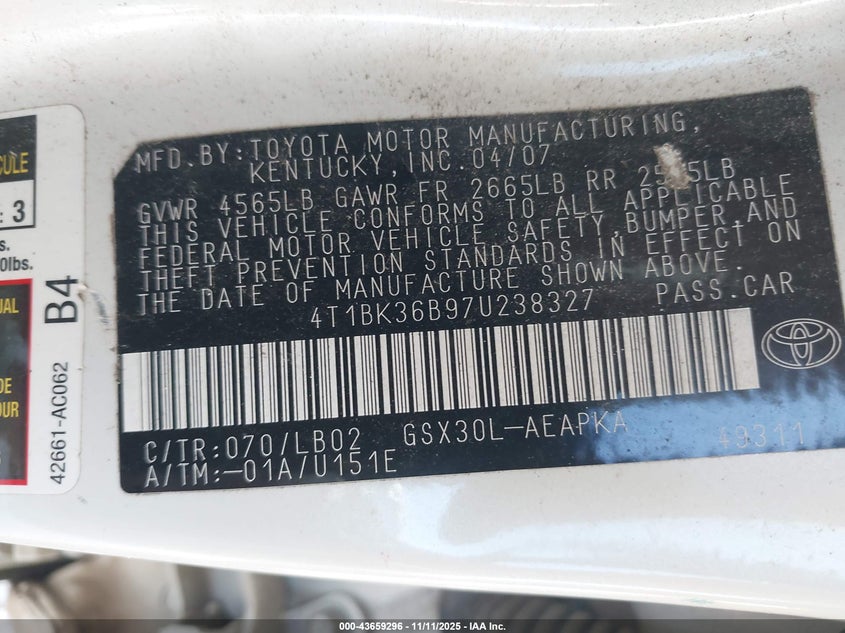 MFD. BY: TOYOTA MOTOR MANUFACTURING,
KENTUCKY, INC. 04/07
GVWR 4565LB GAWR FR 2665LB RR
THIS VEHICLE CONFORMS TO ALL APPLICABLE
FEDERAL MOTOR VEHICLE SAFETY, BUMPER, AND
THEFT PREVENTION STANDARDS IN EFFECT ON
THE DATE OF MANUFACTURE SHOWN ABOVE.
4T1BK36B97U238327 PASS. CAR
C/TR: 070/LB02 GSX30L-AEAPKA 49311
A/TM: -01A/U151E
: 3
0lbs.
B4
42661-AC062
000-43659296 - 11/11/2025 - IAA Inc.